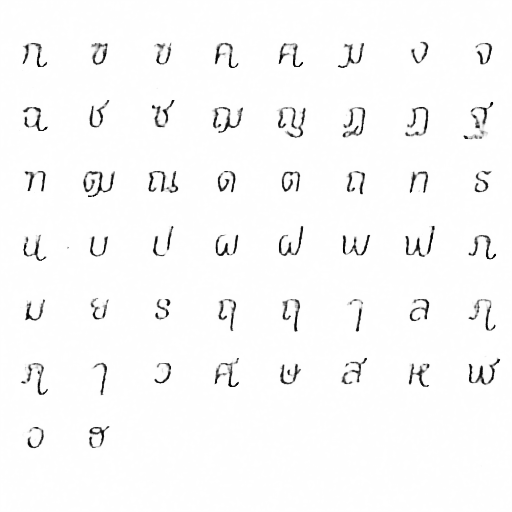 ก ข ฃ ค ฅ ฆ ง จ
ฉ ช ซ ฌ ญ ฎ ฏ ฐ
ฑ ฒ ณ ด ต ถ ท ธ
น บ ป ผ ฝ พ ฟ ภ
ม ย ร ฤ ฤ ๅ ล ฦ
ฦ ๅ ว ศ ษ ส ห ฬ
อ ฮ